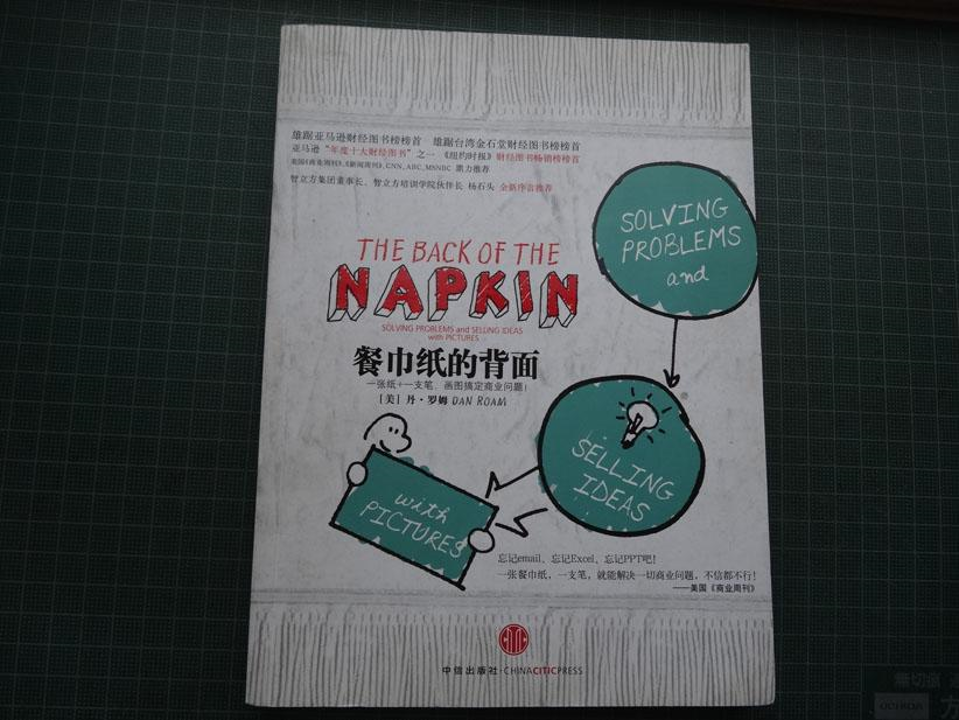 雄踞亚马逊财经图书榜榜首 雄踞台湾金石堂财经图书榜榜首
亚马逊“年度十大财经图书”之一 《纽约时报》财经图书畅销榜榜首
美国《商业周刊》、《新闻周刊》、CNN、ABC、MSNBC 鼎力推荐
智立方集团董事长、智立方培训学院伙伴长 杨石头 全新序言推荐
SOLVING
PROBLEMS
and
THE BACK OF THE
NAPKIN
SOLVING PROBLEMS and SELLING IDEAS
with PICTURES
餐巾纸的背面
一张纸+一支笔，画图搞定商业问题！
[美] 丹·罗姆 DAN ROAM
SELLING
IDEAS
with
PICTURES
忘记email、忘记Excel、忘记PPT吧！
一张餐巾纸，一支笔，就能解决一切商业问题，不信都不行！
——美国《商业周刊》
中信出版社·CHINACITICPRESS